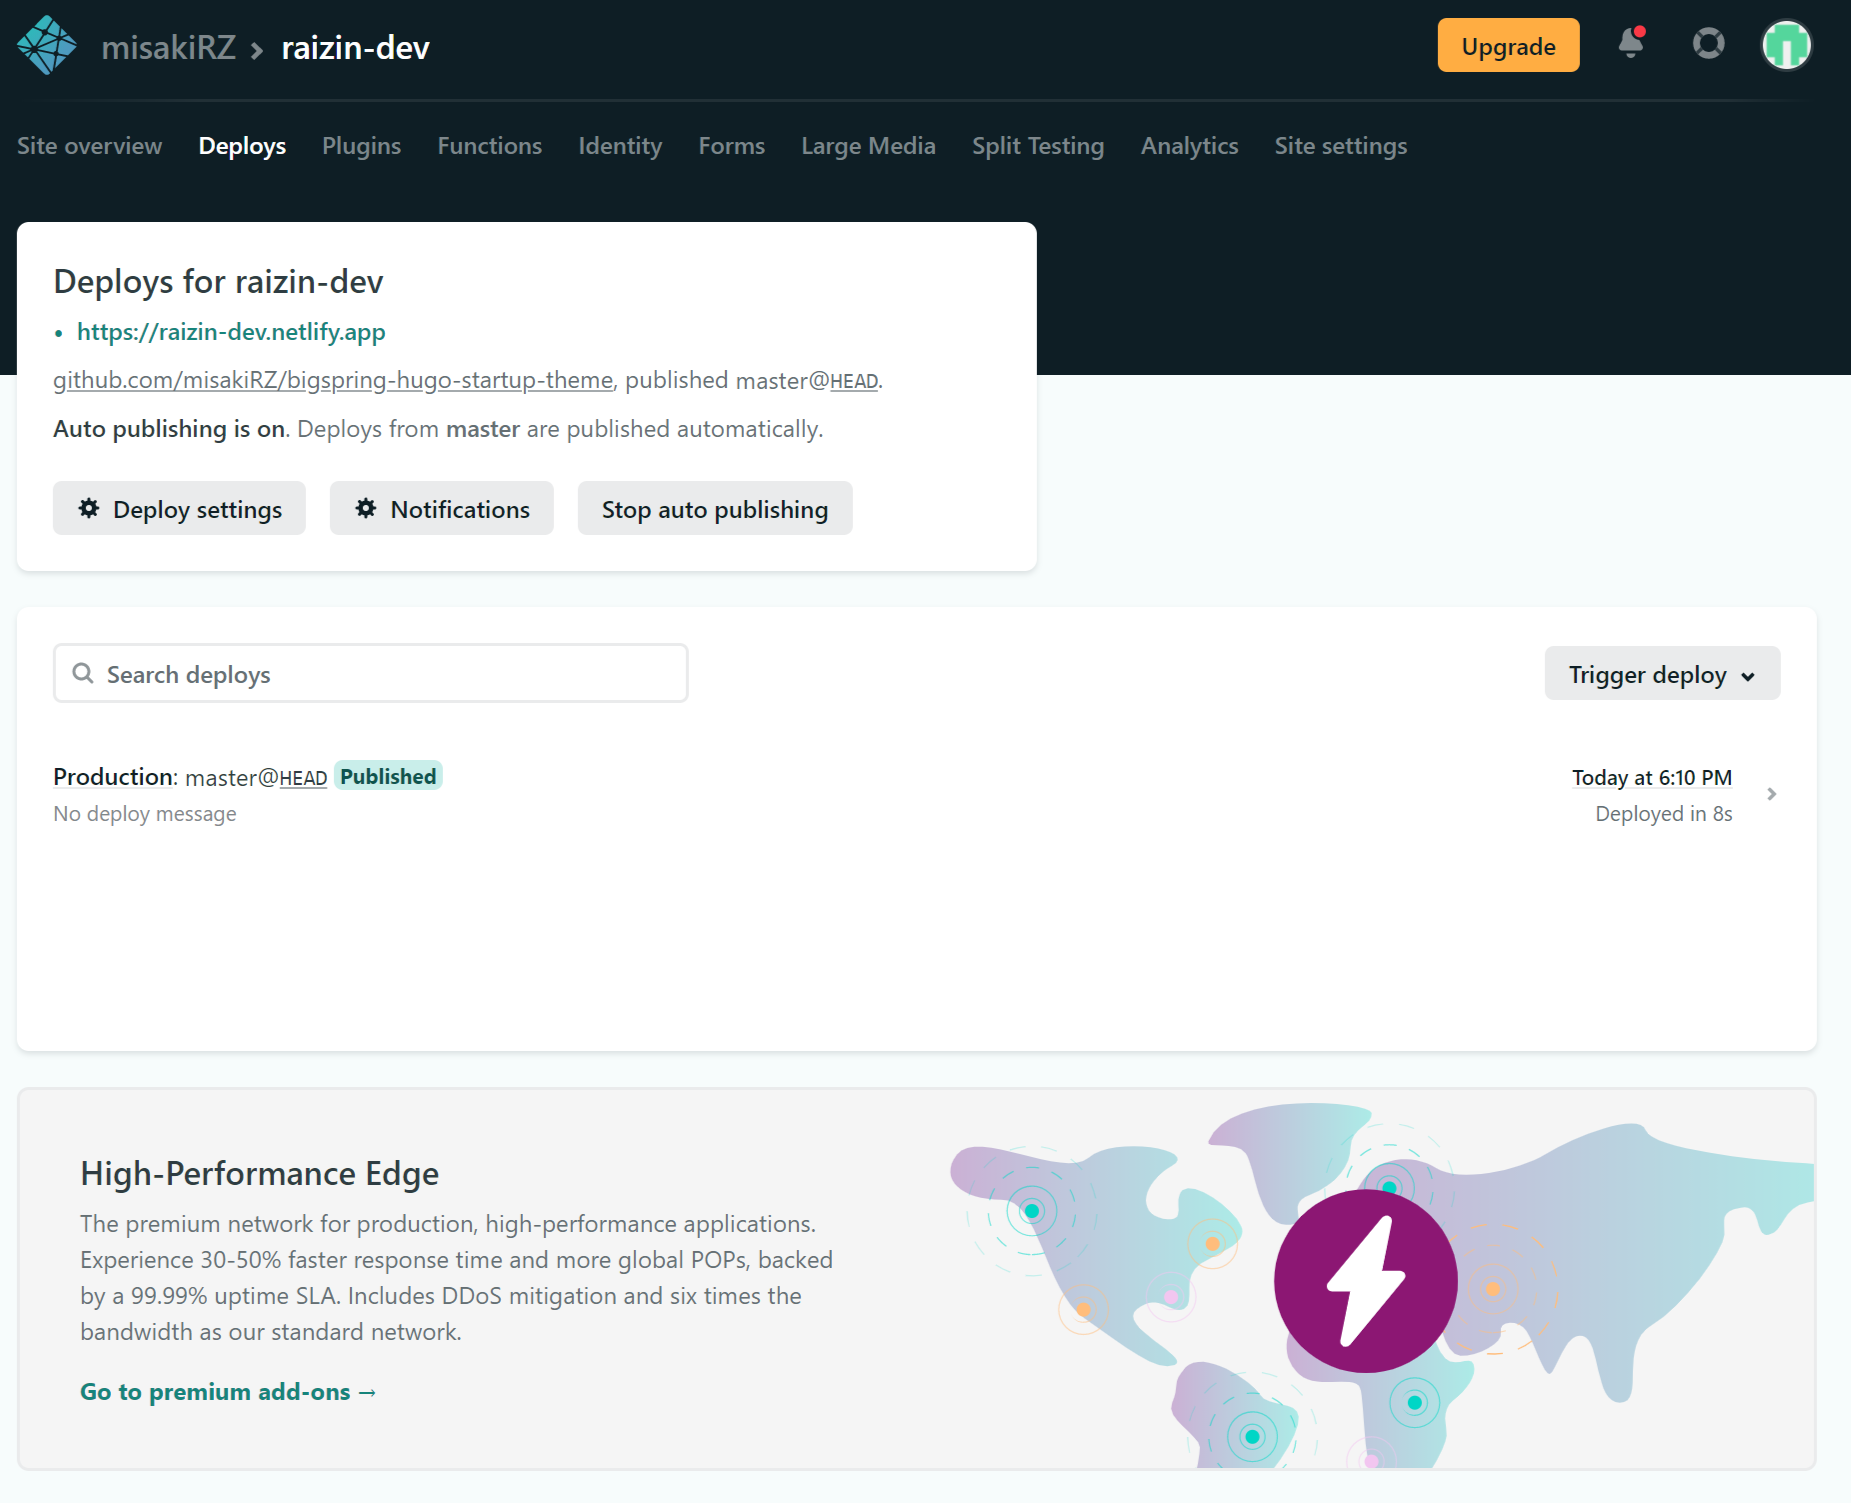 misakiRZ > raizin-dev
Upgrade
Site overview Deploys Plugins Functions Identity Forms Large Media Split Testing Analytics Site settings
Deploys for raizin-dev
• https://raizin-dev.netlify.app
github.com/misakiRZ/bigspring-hugo-startup-theme, published master@HEAD.
Auto publishing is on. Deploys from master are published automatically.
Deploy settings Notifications Stop auto publishing
Search deploys
Trigger deploy
Production: master@HEAD Published
Today at 6:10 PM
No deploy message
Deployed in 8s
High-Performance Edge
The premium network for production, high-performance applications.
Experience 30-50% faster response time and more global POPs, backed
by a 99.99% uptime SLA. Includes DDoS mitigation and six times the
bandwidth as our standard network.
Go to premium add-ons →